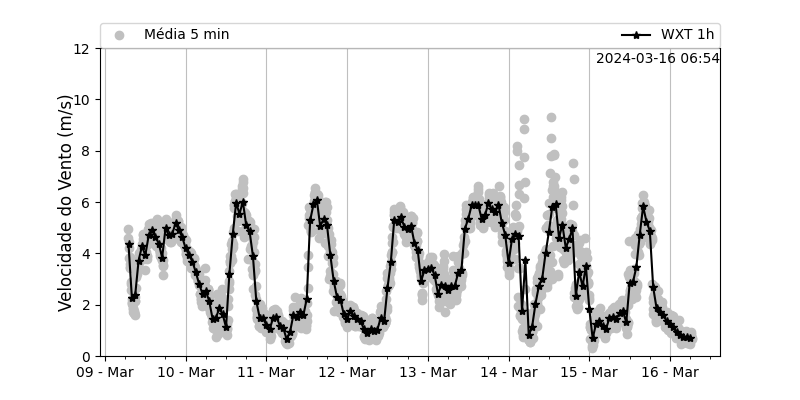 Média 5 min
WXT 1h
2024-03-16 06:54
Velocidade do Vento (m/s)
12
10
8
6
4
2
0
09 - Mar
10 - Mar
11 - Mar
12 - Mar
13 - Mar
14 - Mar
15 - Mar
16 - Mar